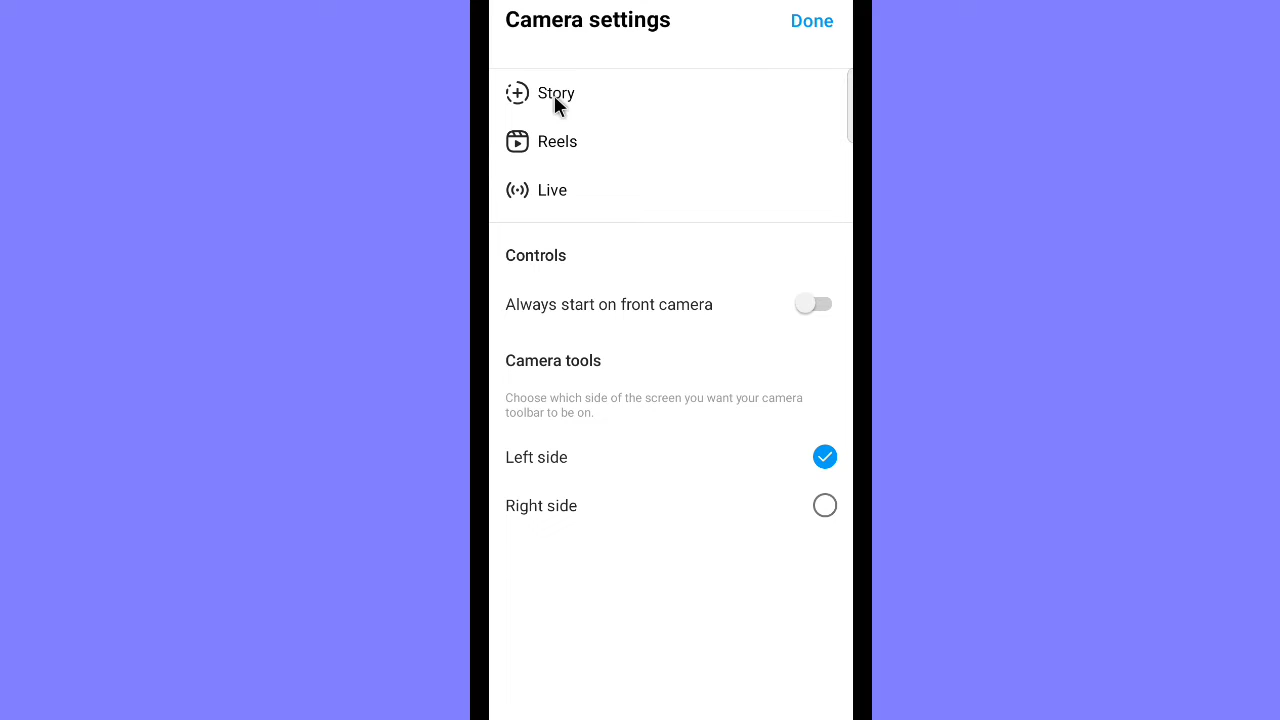 Camera settings
Done
Story
Reels
Live
Controls
Always start on front camera
Camera tools
Choose which side of the screen you want your camera
toolbar to be on.
Left side
Right side